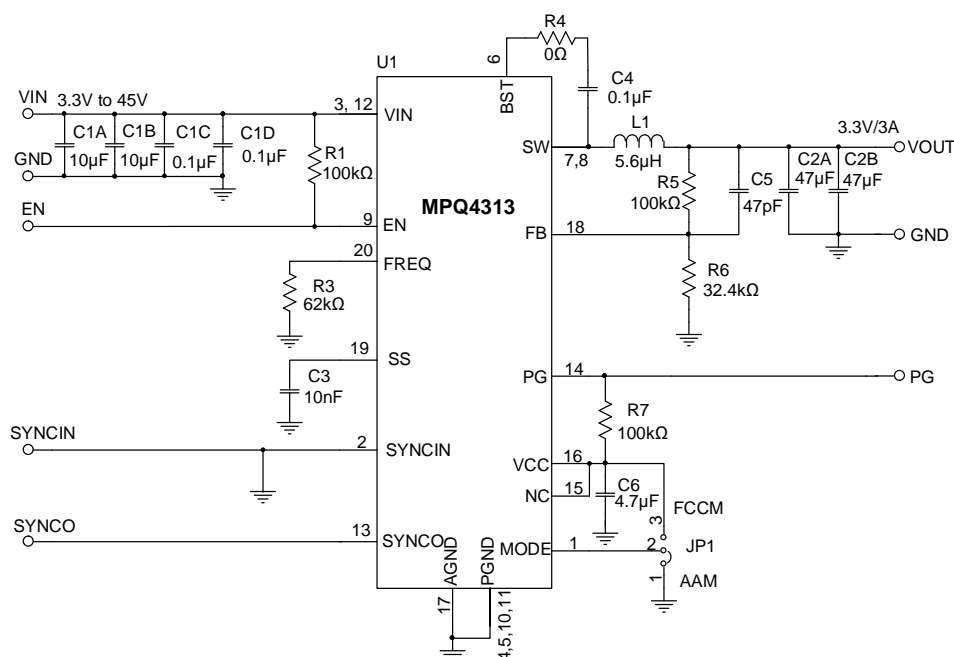 R4
0Ω
6
U1
BST
C4
0.1µF
VIN
3.3V to 45V
3, 12
VIN
L1
5.6µH
3.3V/3A
SW
7,8
VOUT
C1A
10µF
C1B
10µF
C1C
0.1µF
C1D
0.1µF
R1
100kΩ
GND
R5
100kΩ
C5
47pF
C2A
47µF
C2B
47µF
MPQ4313
EN
9
EN
FB
18
GND
20
FREQ
R3
62kΩ
R6
32.4kΩ
19
SS
C3
10nF
PG
14
PG
R7
100kΩ
SYNCIN
2
SYNCIN
VCC
16
NC
15
C6
4.7µF
FCCM
3
SYNCO
13
SYNCO
MODE
1
2
JP1
1
AAM
AGND
PGND
17
4,5,10,11